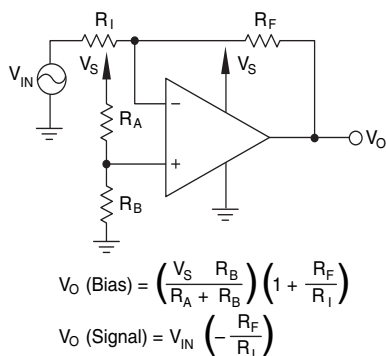 R_I R_F
V_S V_S
V_IN
R_A
−
+
V_O
R_B
V_O (Bias) = (V_S R_B / R_A + R_B) (1 + R_F / R_I)
V_O (Signal) = V_IN (− R_F / R_I)